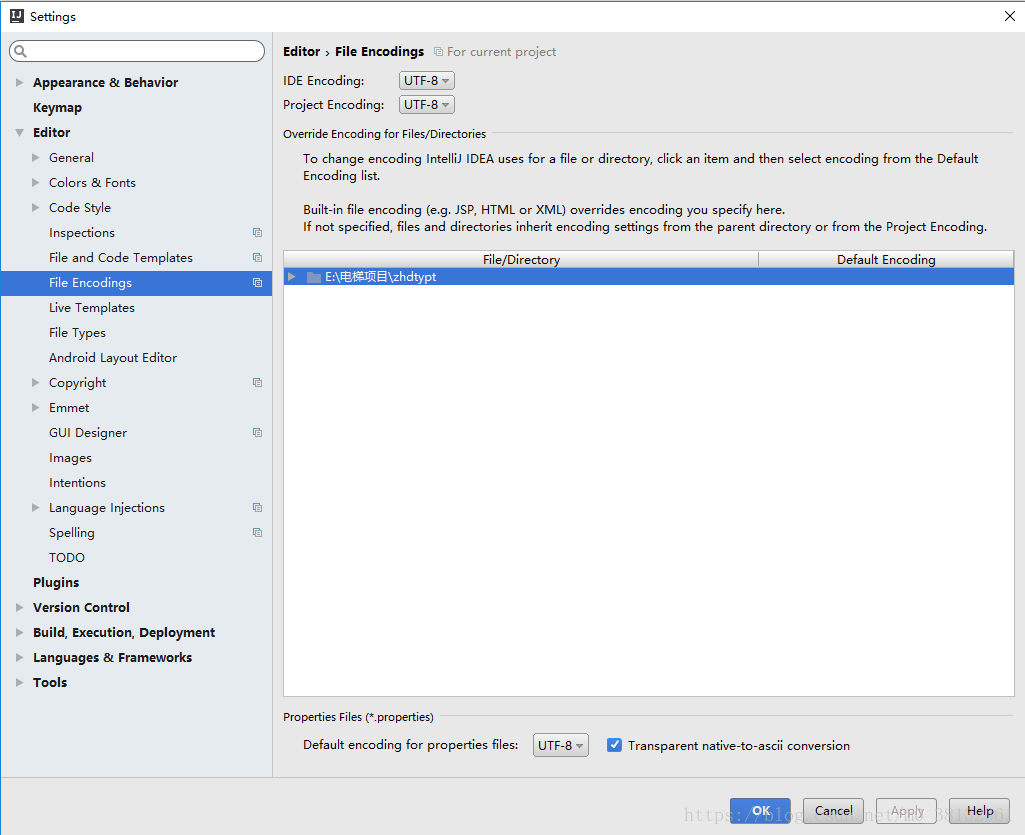 Settings
Appearance & Behavior
Keymap
Editor
General
Colors & Fonts
Code Style
Inspections
File and Code Templates
File Encodings
Live Templates
File Types
Android Layout Editor
Copyright
Emmet
GUI Designer
Images
Intentions
Language Injections
Spelling
TODO
Plugins
Version Control
Build, Execution, Deployment
Languages & Frameworks
Tools
Editor › File Encodings For current project
IDE Encoding: UTF-8
Project Encoding: UTF-8
Override Encoding for Files/Directories
To change encoding IntelliJ IDEA uses for a file or directory, click an item and then select encoding from the Default
Encoding list.
Built-in file encoding (e.g. JSP, HTML or XML) overrides encoding you specify here.
If not specified, files and directories inherit encoding settings from the parent directory or from the Project Encoding.
File/Directory Default Encoding
E:\电梯项目\zhdtypt
Properties Files (*.properties)
Default encoding for properties files: UTF-8 Transparent native-to-ascii conversion
OK Cancel Apply Help